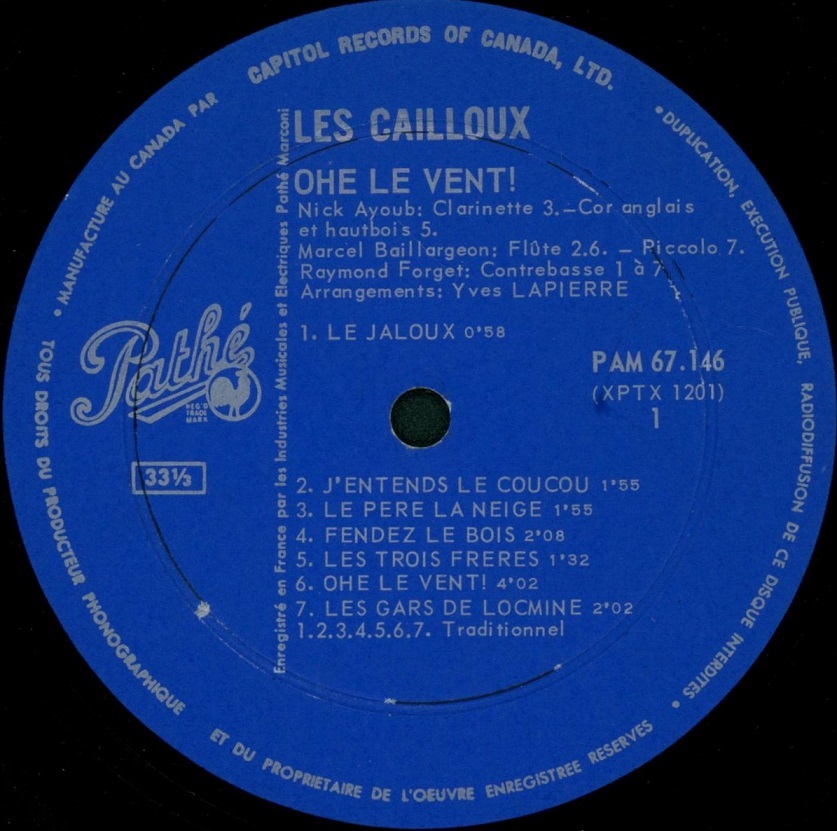 • MANUFACTURE AU CANADA PAR CAPITOL RECORDS OF CANADA, LTD.
• DUPLICATION, EXECUTION PUBLIQUE, RADIODIFFUSION DE CE DISQUE INTERDITES •
TOUS DROITS DU PRODUCTEUR PHONOGRAPHIQUE ET DU PROPRIETAIRE DE L'OEUVRE ENREGISTREE RESERVES
Enregistré en France par les Industries Musicales et Electriques Pathé Marconi
LES CAILLOUX
OHE LE VENT!
Nick Ayoub: Clarinette 3.–Cor anglais
et hautbois 5.
Marcel Baillargeon: Flûte 2.6. – Piccolo 7.
Raymond Forget: Contrebasse 1 à 7.
Arrangements: Yves LAPIERRE
1. LE JALOUX 0'58
Pathé
REG'D
TRADE
MARK
33⅓
PAM 67.146
(XPTX 1201)
1
2. J'ENTENDS LE COUCOU 1'55
3. LE PERE LA NEIGE 1'55
4. FENDEZ LE BOIS 2'08
5. LES TROIS FRERES 1'32
6. OHE LE VENT! 4'02
7. LES GARS DE LOCMINE 2'02
1.2.3.4.5.6.7. Traditionnel